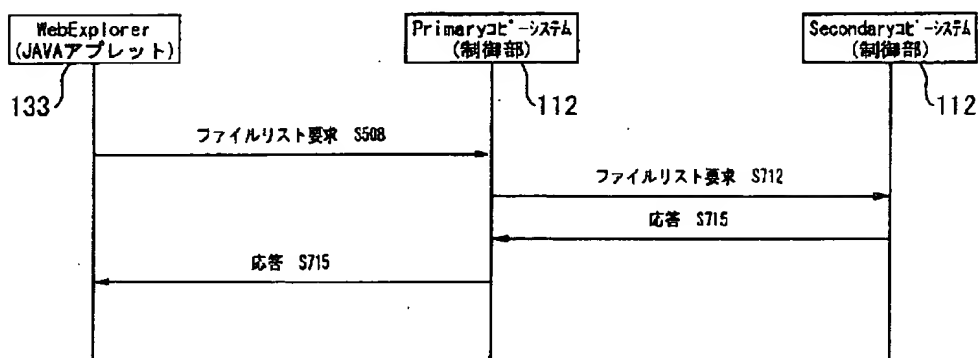 WebExplorer
(JAVAアプレット)
133
Primaryコピーシステム
(制御部)
112
Secondaryコピーシステム
(制御部)
112
ファイルリスト要求 S508
ファイルリスト要求 S712
応答 S715
応答 S715